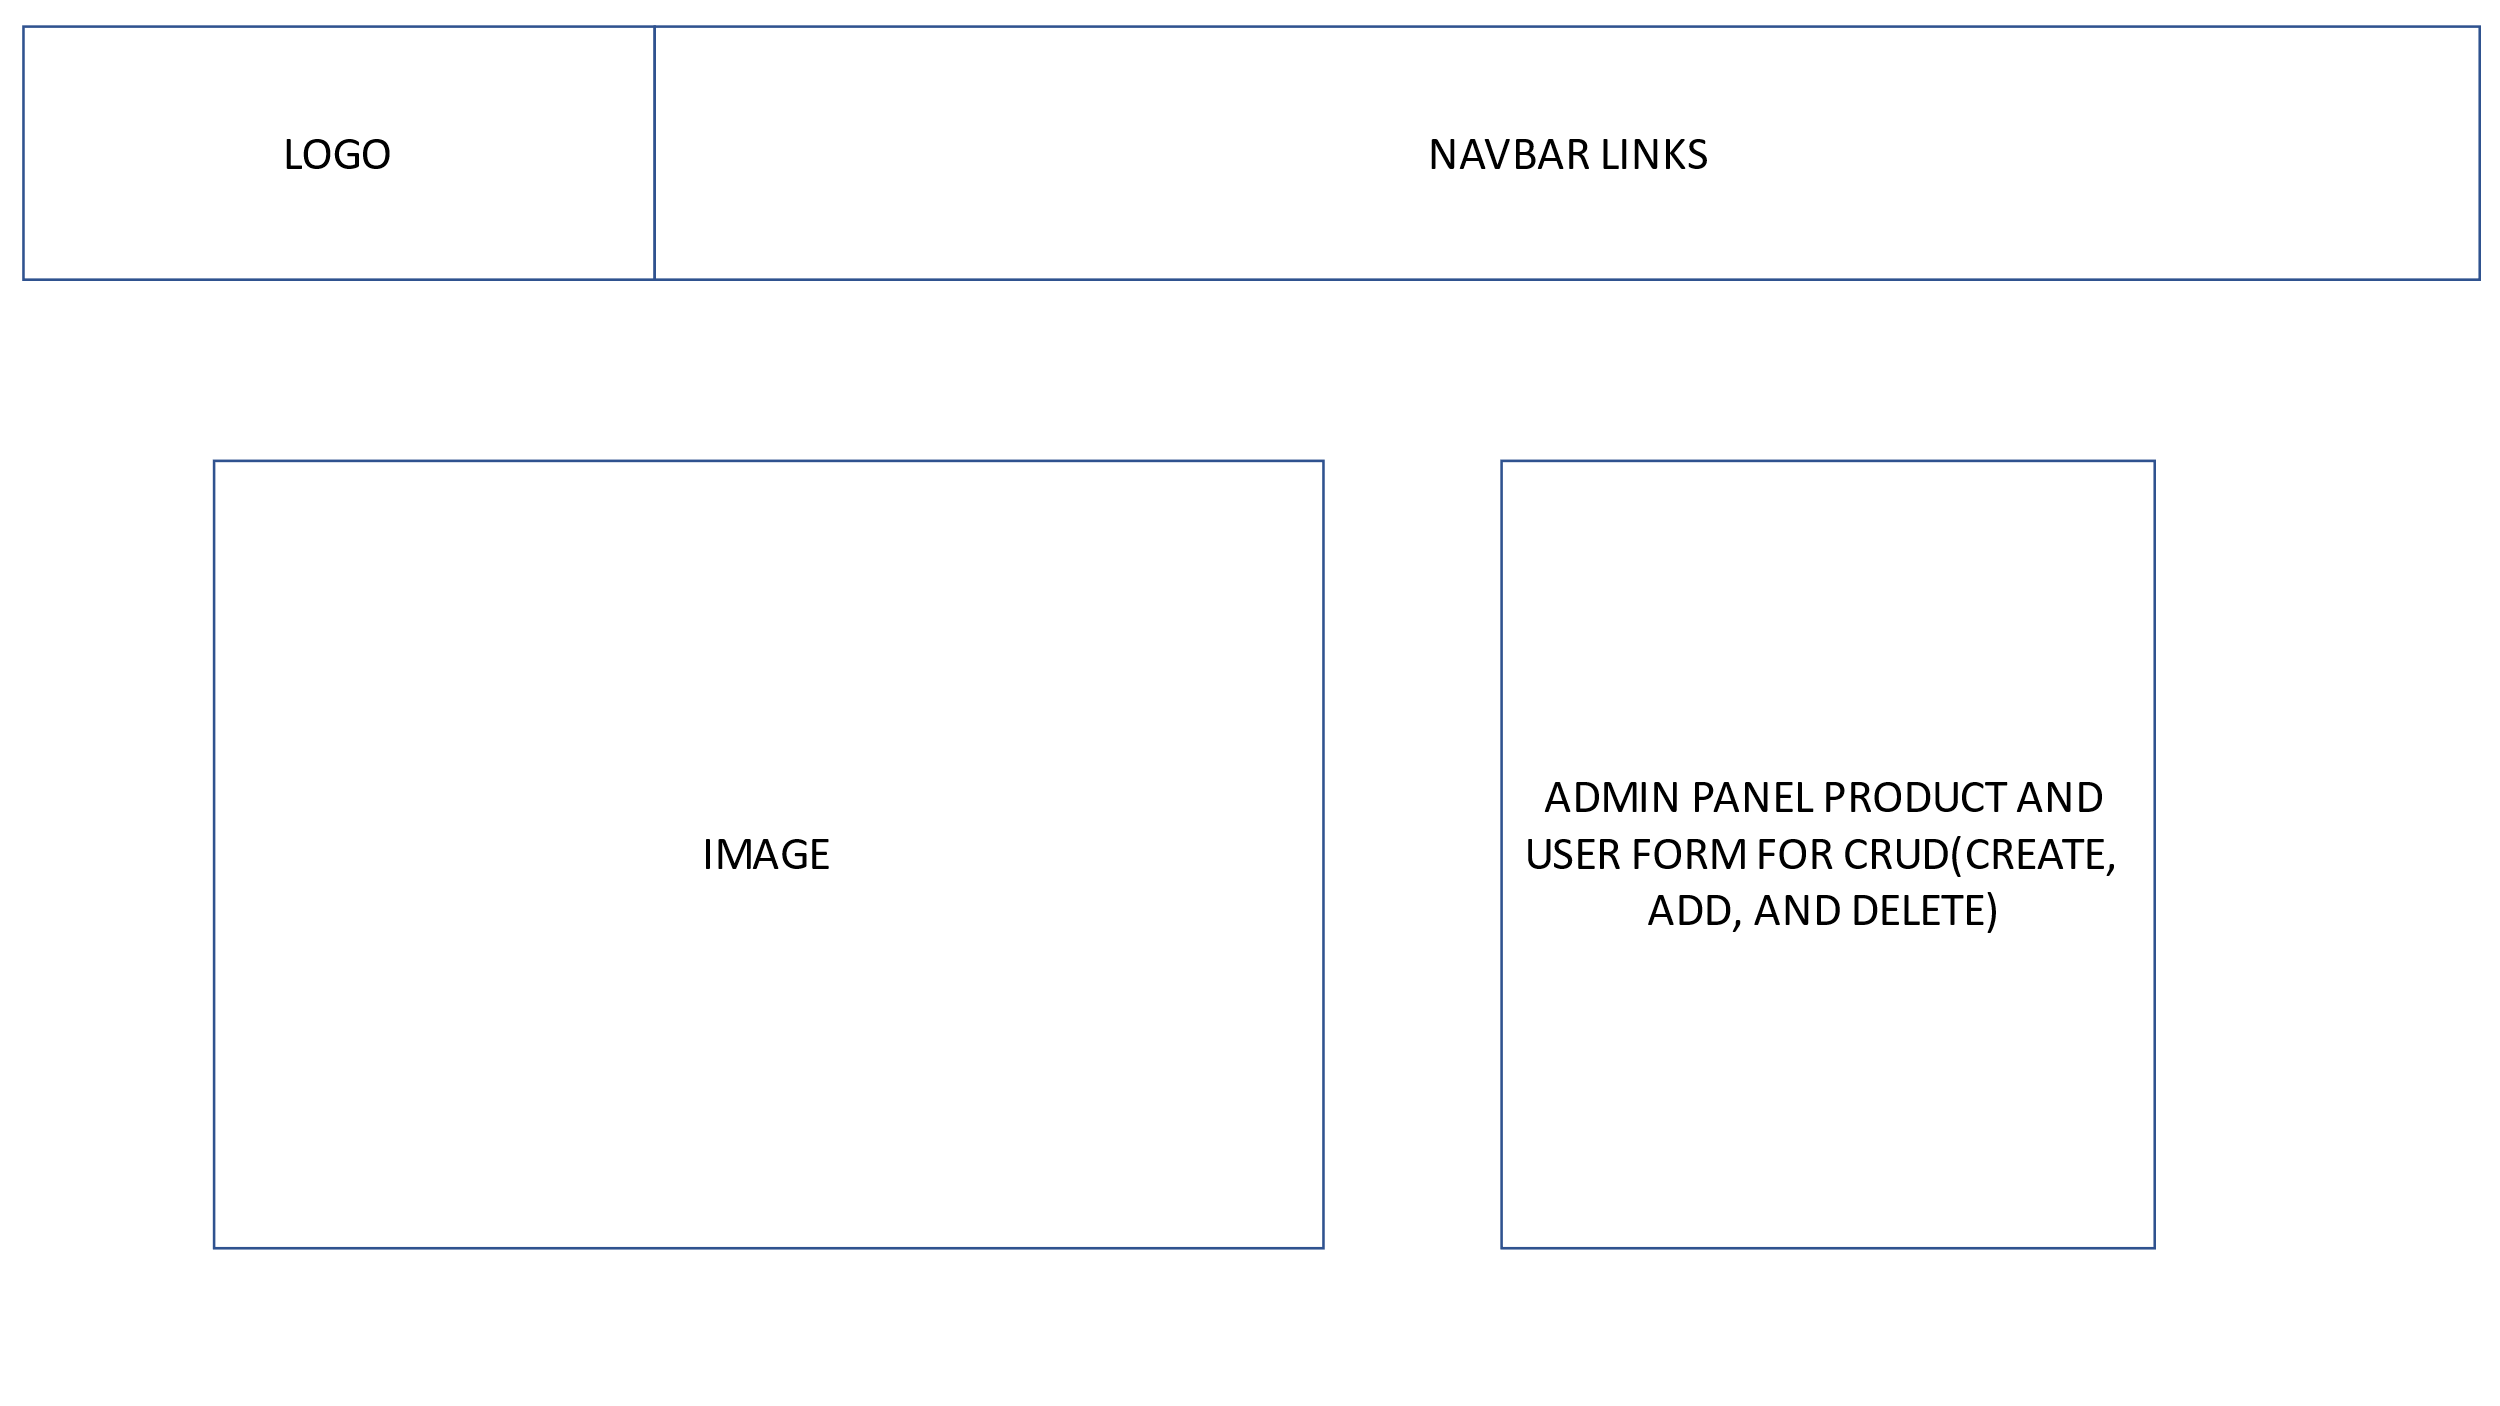 LOGO
NAVBAR LINKS
IMAGE
ADMIN PANEL PRODUCT AND
USER FORM FOR CRUD(CREATE,
ADD, AND DELETE)